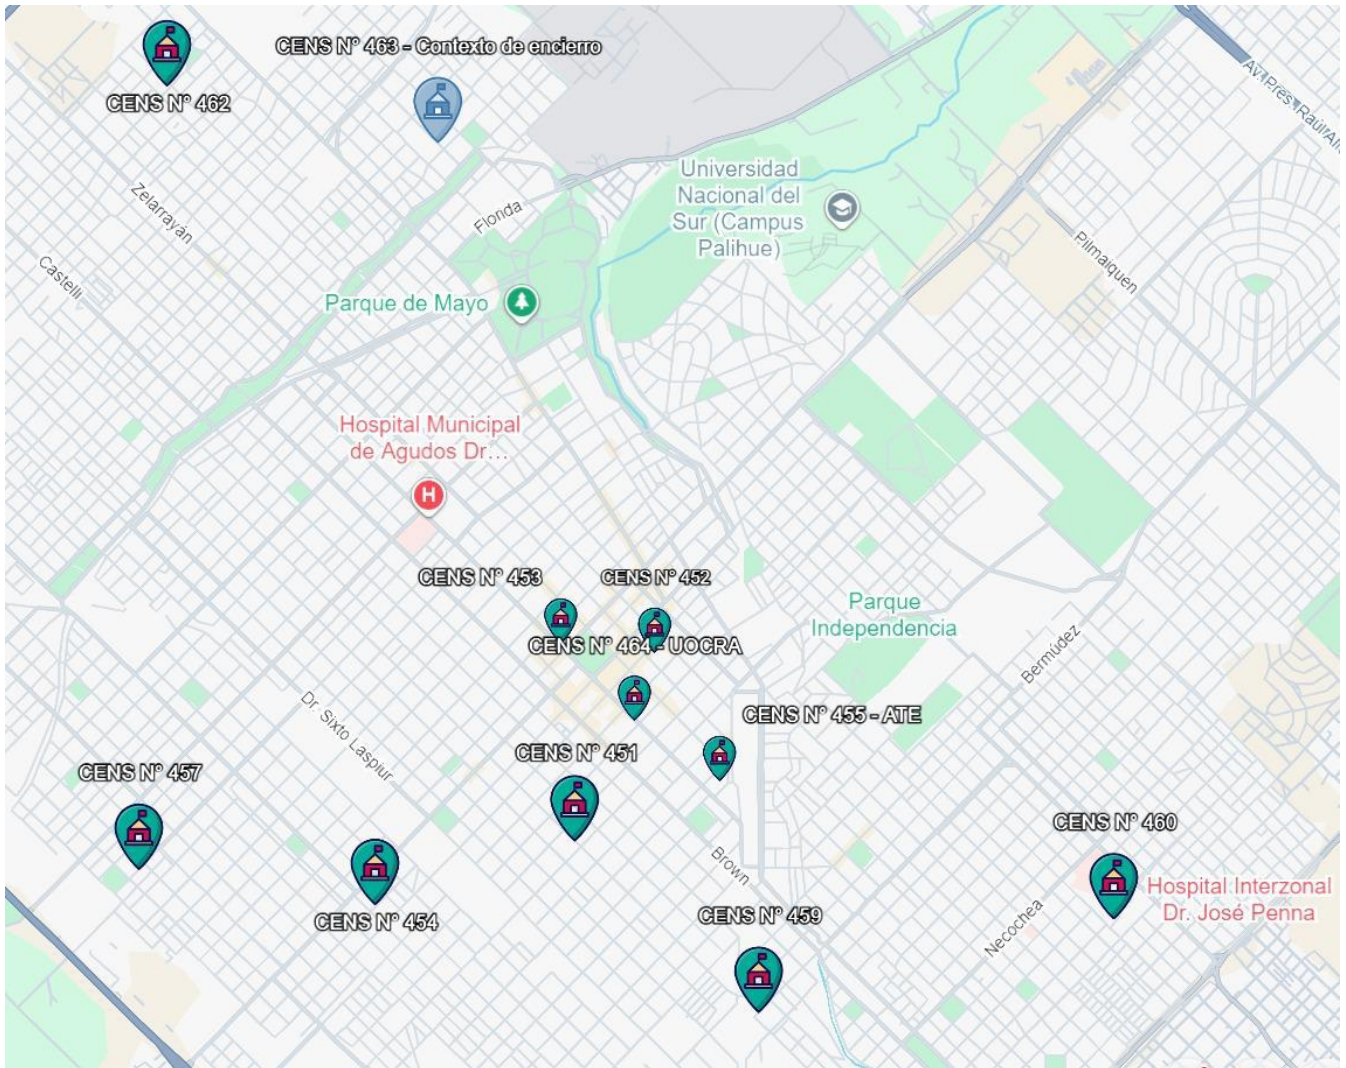 CENS N° 463 - Contexto de encierro
CENS N° 462
Av. Pres. Raúl Alf
Universidad
Nacional del
Sur (Campus
Palihue)
Zelarrayán
Florida
Pilmaiquen
Castelli
Parque de Mayo
Hospital Municipal
de Agudos Dr...
H
CENS N° 453
CENS N° 452
Parque
Independencia
CENS N° 464 - UOCRA
Bermúdez
Dr. Sixto Laspiur
CENS N° 455 - ATE
CENS N° 451
CENS N° 457
CENS N° 460
Brown
Hospital Interzonal
Dr. José Penna
CENS N° 454
CENS N° 459
Necochea